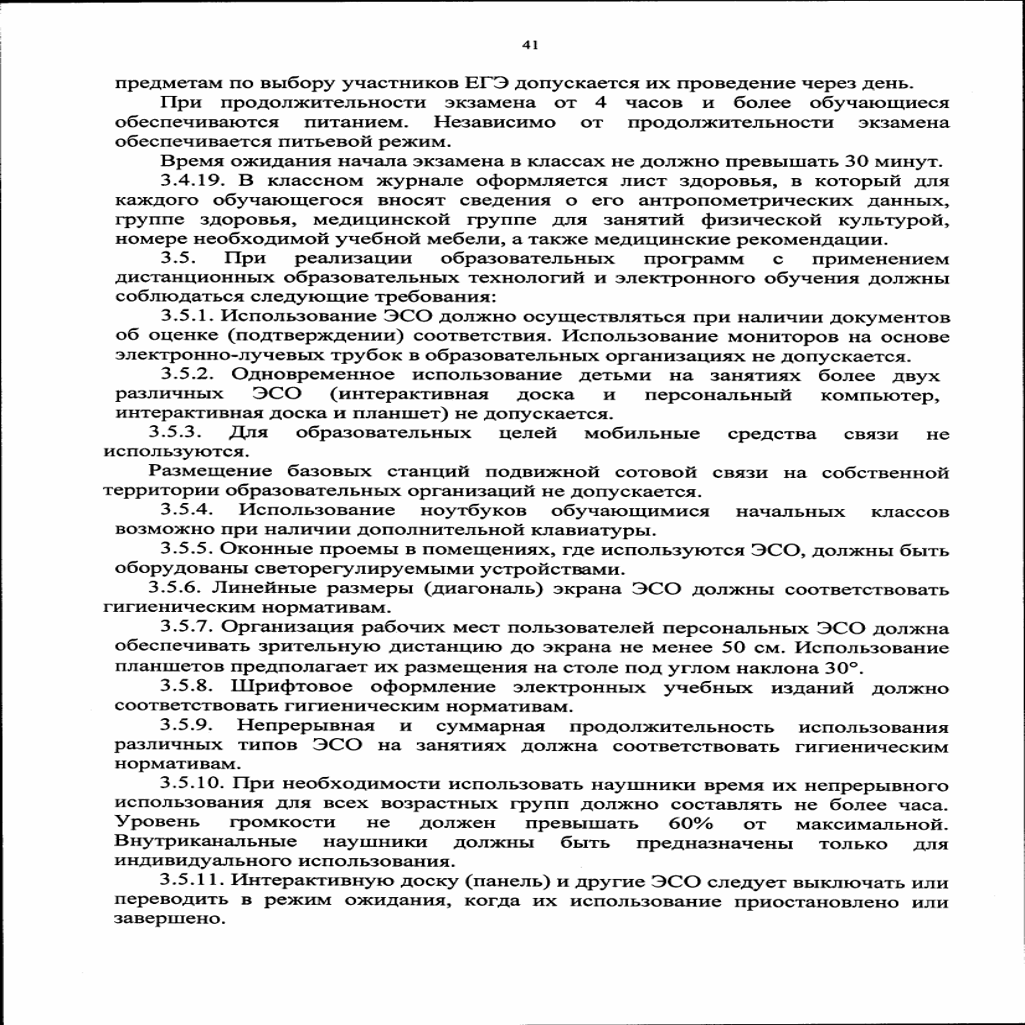 41
предметам по выбору участников ЕГЭ допускается их проведение через день.
При продолжительности экзамена от 4 часов и более обучающиеся
обеспечиваются питанием. Независимо от продолжительности экзамена
обеспечивается питьевой режим.
Время ожидания начала экзамена в классах не должно превышать 30 минут.
3.4.19. В классном журнале оформляется лист здоровья, в который для
каждого обучающегося вносят сведения о его антропометрических данных,
группе здоровья, медицинской группе для занятий физической культурой,
номере необходимой учебной мебели, а также медицинские рекомендации.
3.5. При реализации образовательных программ с применением
дистанционных образовательных технологий и электронного обучения должны
соблюдаться следующие требования:
3.5.1. Использование ЭСО должно осуществляться при наличии документов
об оценке (подтверждении) соответствия. Использование мониторов на основе
электронно-лучевых трубок в образовательных организациях не допускается.
3.5.2. Одновременное использование детьми на занятиях более двух
различных ЭСО (интерактивная доска и персональный компьютер,
интерактивная доска и планшет) не допускается.
3.5.3. Для образовательных целей мобильные средства связи не
используются.
Размещение базовых станций подвижной сотовой связи на собственной
территории образовательных организаций не допускается.
3.5.4. Использование ноутбуков обучающимися начальных классов
возможно при наличии дополнительной клавиатуры.
3.5.5. Оконные проемы в помещениях, где используются ЭСО, должны быть
оборудованы светорегулируемыми устройствами.
3.5.6. Линейные размеры (диагональ) экрана ЭСО должны соответствовать
гигиеническим нормативам.
3.5.7. Организация рабочих мест пользователей персональных ЭСО должна
обеспечивать зрительную дистанцию до экрана не менее 50 см. Использование
планшетов предполагает их размещения на столе под углом наклона 30°.
3.5.8. Шрифтовое оформление электронных учебных изданий должно
соответствовать гигиеническим нормативам.
3.5.9. Непрерывная и суммарная продолжительность использования
различных типов ЭСО на занятиях должна соответствовать гигиеническим
нормативам.
3.5.10. При необходимости использовать наушники время их непрерывного
использования для всех возрастных групп должно составлять не более часа.
Уровень громкости не должен превышать 60% от максимальной.
Внутриканальные наушники должны быть предназначены только для
индивидуального использования.
3.5.11. Интерактивную доску (панель) и другие ЭСО следует выключать или
переводить в режим ожидания, когда их использование приостановлено или
завершено.